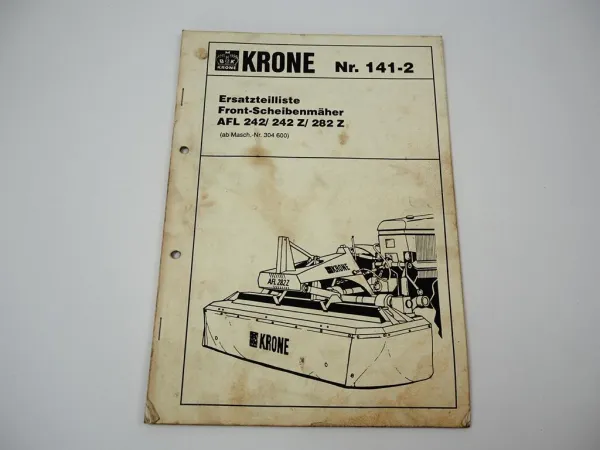 KRONE
KRONE Nr. 141-2
Ersatzteilliste
Front-Scheibenmäher
AFL 242/ 242 Z/ 282 Z
(ab Masch.-Nr. 304 600)
KRONE
AFL 282Z
KRONE